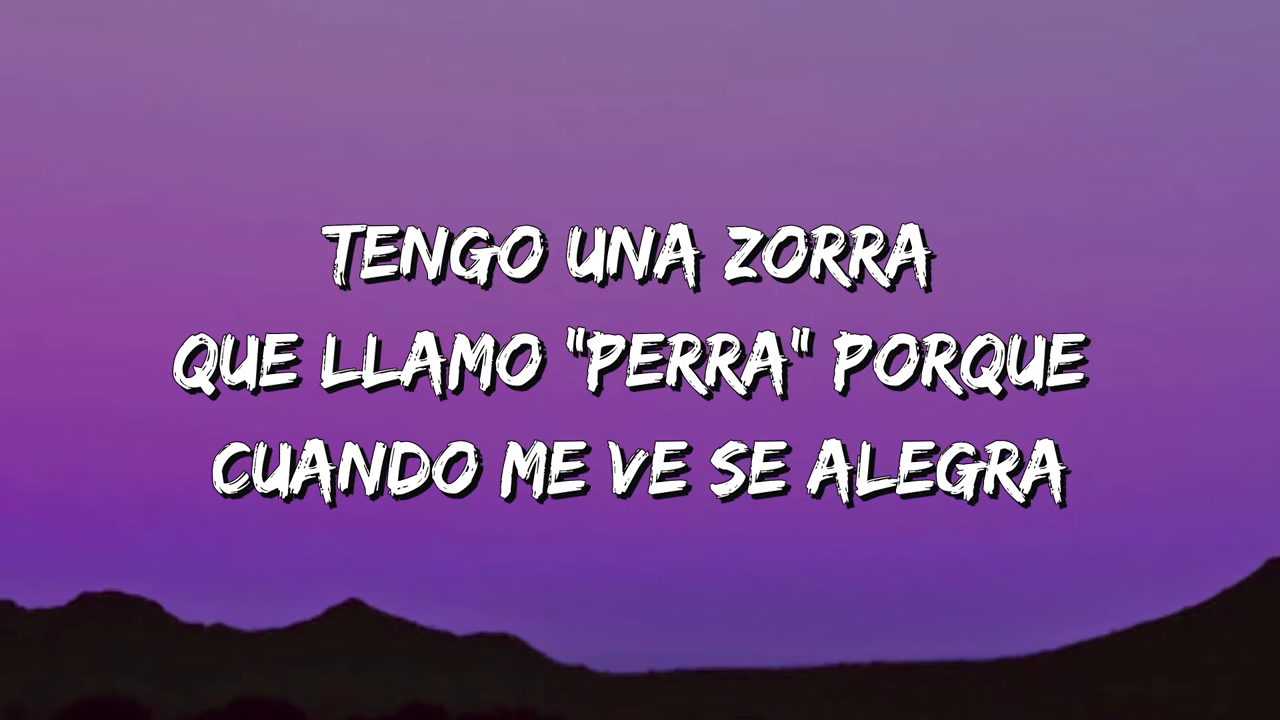 TENGO UNA ZORRA
QUE LLAMO "PERRA" PORQUE
CUANDO ME VE SE ALEGRA